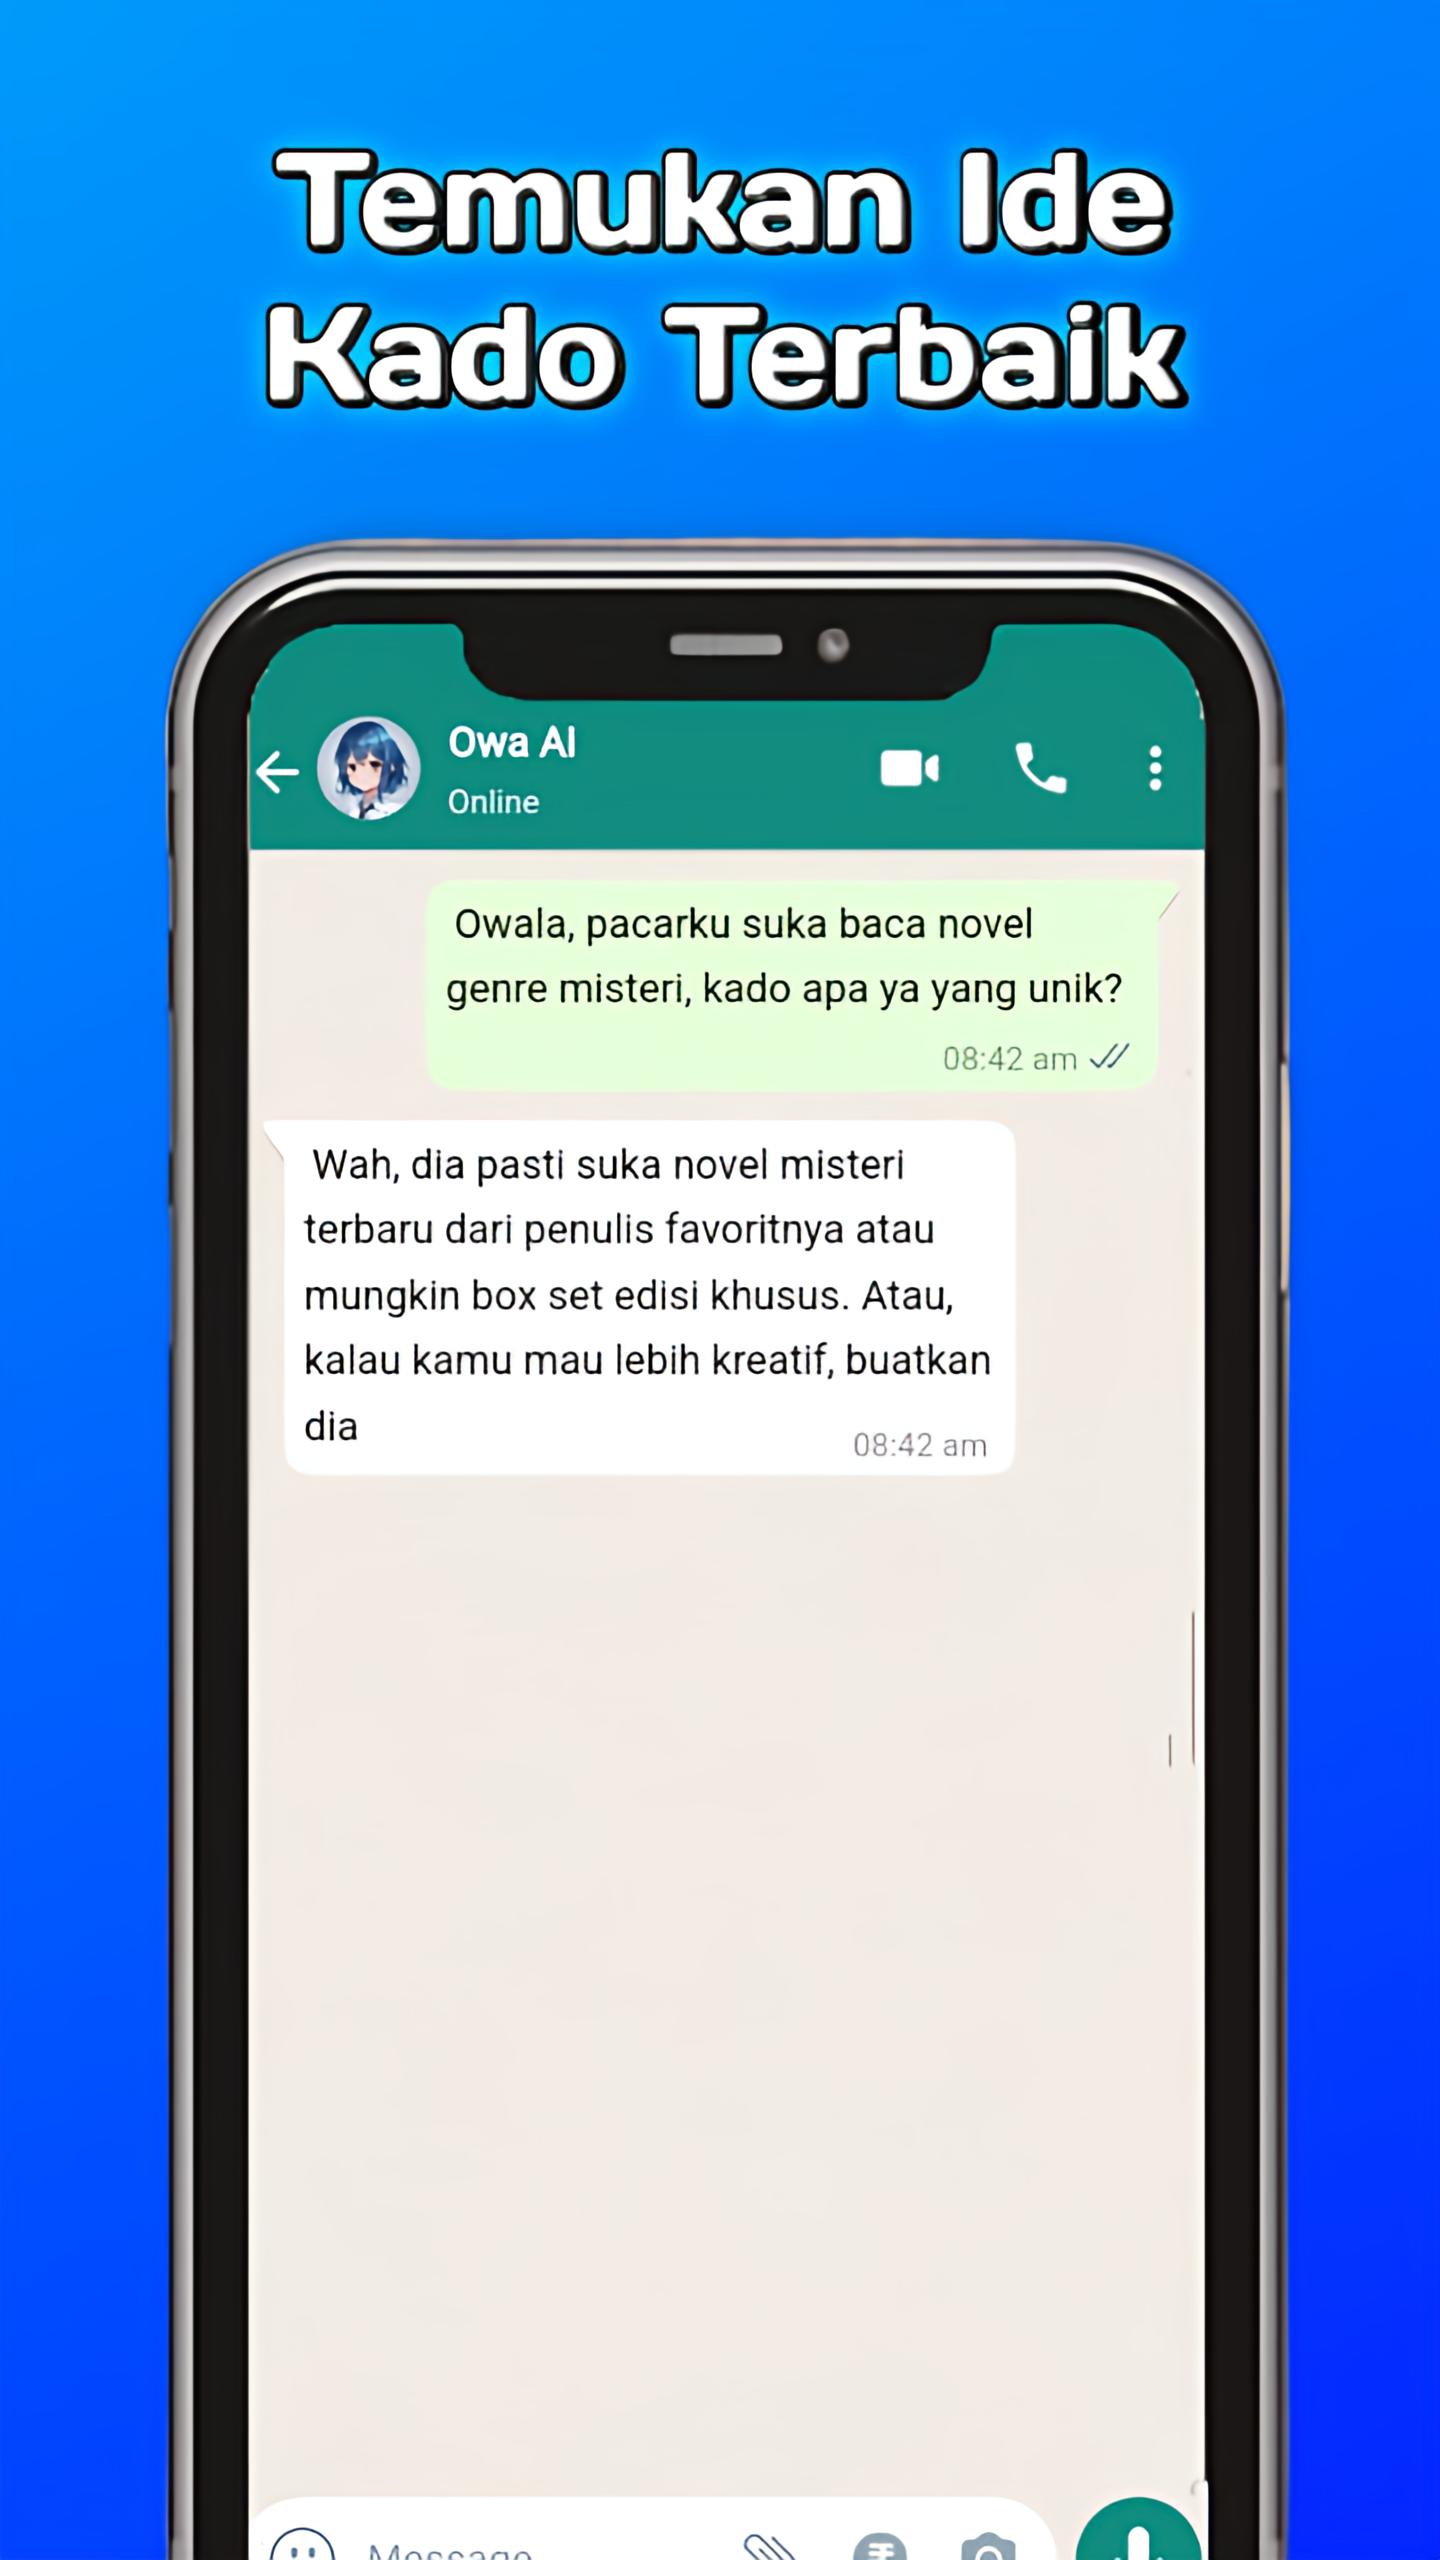 Temukan Ide
Kado Terbaik
Owa AI
Online
Owala, pacarku suka baca novel
genre misteri, kado apa ya yang unik?
08:42 am
Wah, dia pasti suka novel misteri
terbaru dari penulis favoritnya atau
mungkin box set edisi khusus. Atau,
kalau kamu mau lebih kreatif, buatkan
dia
08:42 am
Message